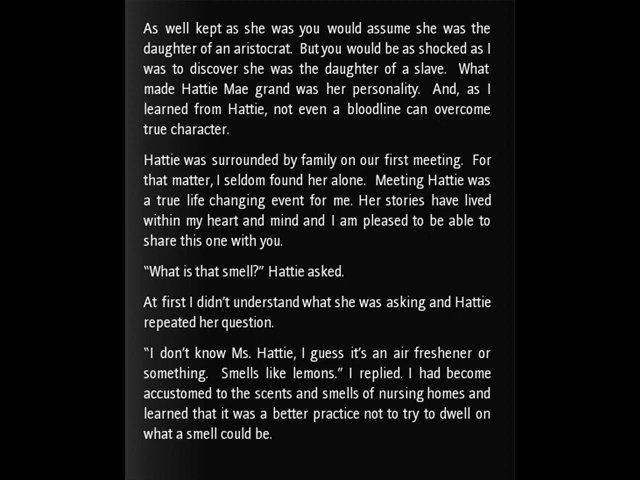 As well kept as she was you would assume she was the
daughter of an aristocrat. But you would be as shocked as I
was to discover she was the daughter of a slave. What
made Hattie Mae grand was her personality. And, as I
learned from Hattie, not even a bloodline can overcome
true character.
Hattie was surrounded by family on our first meeting. For
that matter, I seldom found her alone. Meeting Hattie was
a true life changing event for me. Her stories have lived
within my heart and mind and I am pleased to be able to
share this one with you.
“What is that smell?” Hattie asked.
At first I didn’t understand what she was asking and Hattie
repeated her question.
“I don’t know Ms. Hattie, I guess it’s an air freshener or
something. Smells like lemons.” I replied. I had become
accustomed to the scents and smells of nursing homes and
learned that it was a better practice not to try to dwell on
what a smell could be.